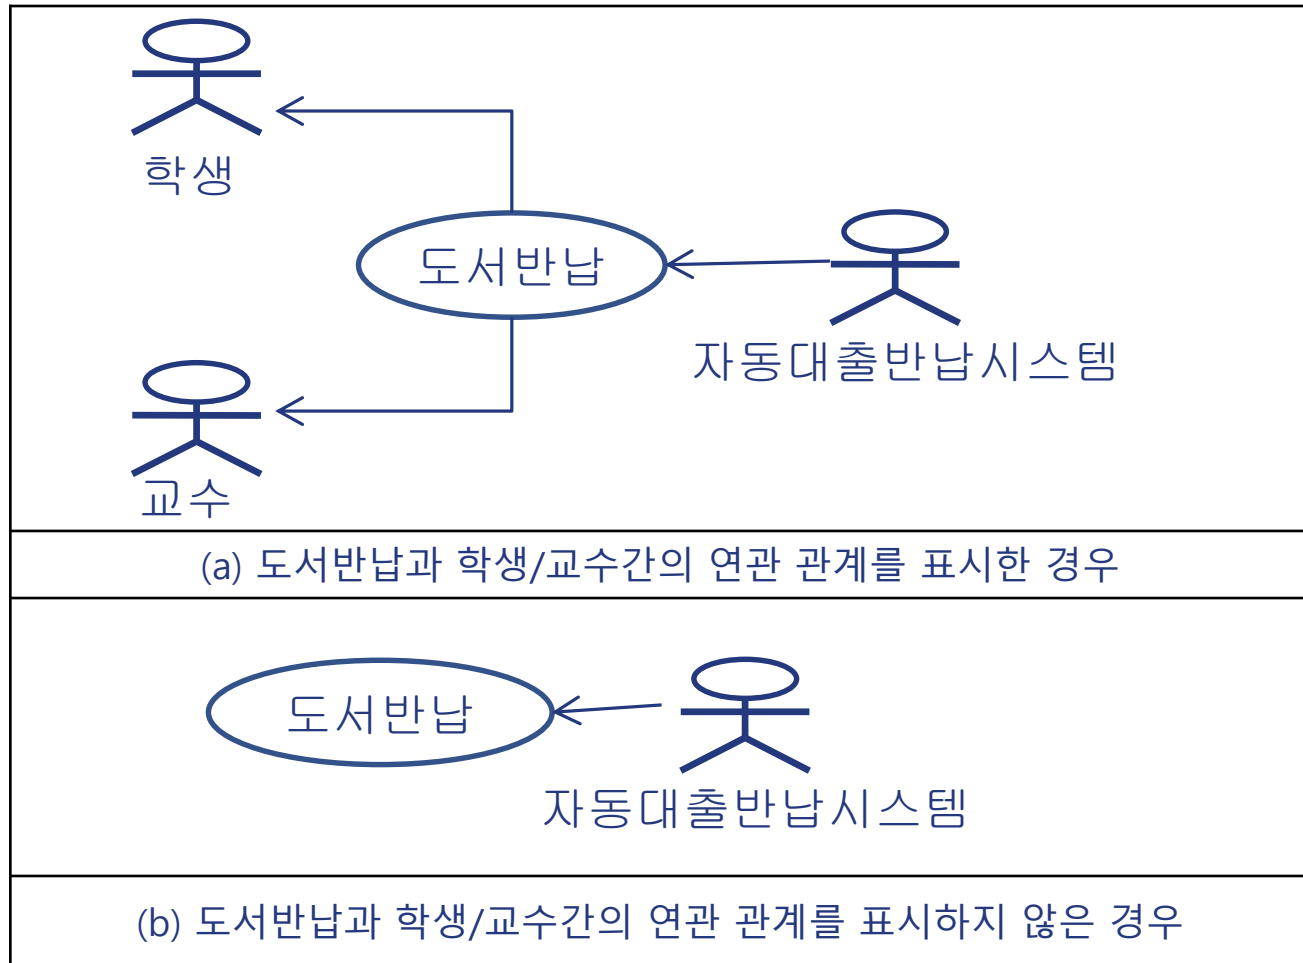 학생
도서반납
자동대출반납시스템
교수
(a) 도서반납과 학생/교수간의 연관 관계를 표시한 경우
도서반납
자동대출반납시스템
(b) 도서반납과 학생/교수간의 연관 관계를 표시하지 않은 경우